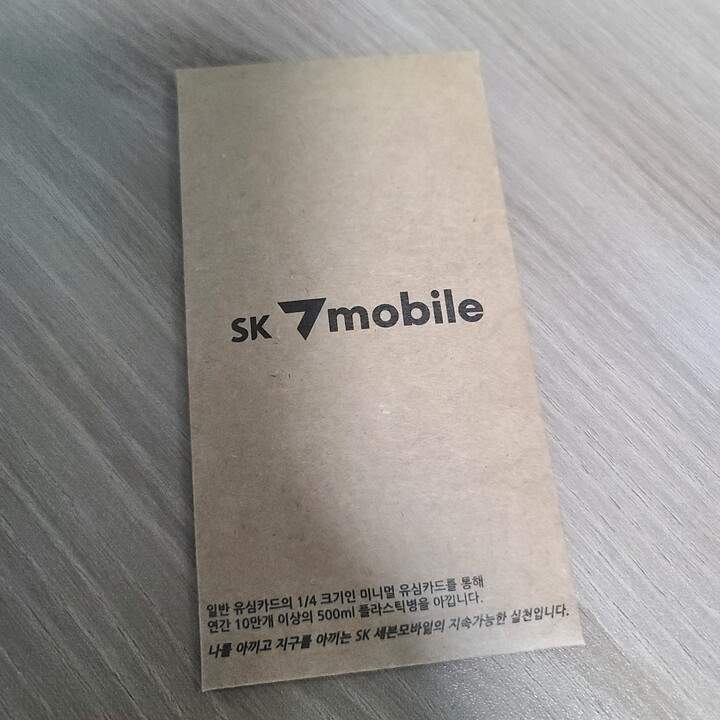 SK 7mobile
일반 유심카드의 1/4 크기인 미니멀 유심카드를 통해
연간 10만개 이상의 500ml 플라스틱병을 아낍니다.
나를 아끼고 지구를 아끼는 SK 세븐모바일의 지속가능한 실천입니다.